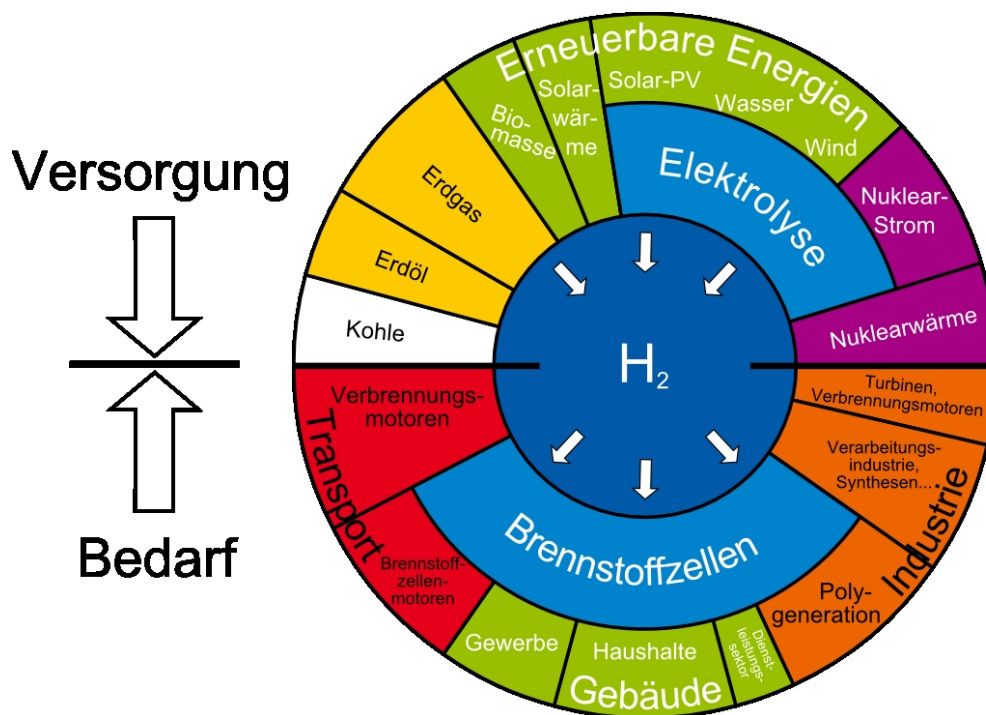 Versorgung
Bedarf
Erneuerbare Energien
Solar-PV
Wasser
Wind
Solar-
wär-
me
Bio-
masse
Erdgas
Erdöl
Kohle
Elektrolyse
Nuklear-
Strom
Nuklearwärme
H₂
Transport
Verbrennungs-
motoren
Brennstoff-
zellen-
motoren
Brennstoffzellen
Gewerbe
Haushalte
Dienst-
leistungs-
sektor
Gebäude
Industrie
Turbinen,
Verbrennungsmotoren
Verarbeitungs-
industrie,
Synthesen...
Poly-
generation